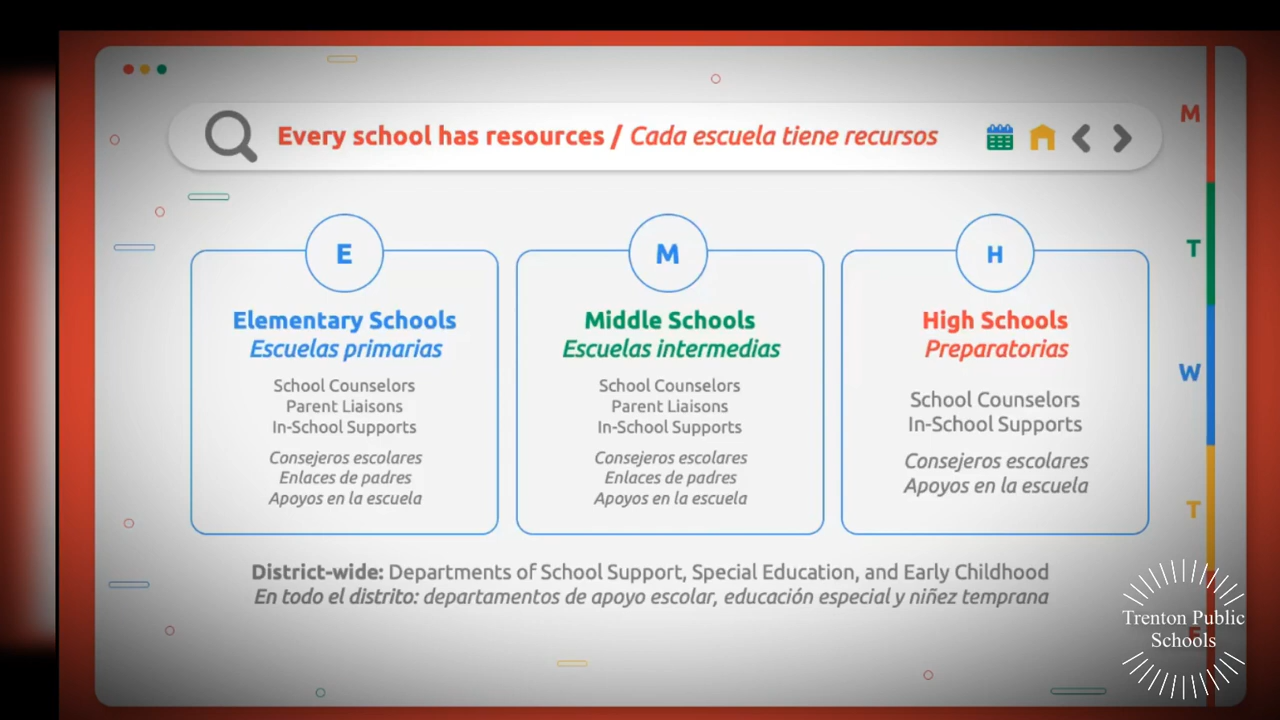 Every school has resources / Cada escuela tiene recursos
M
T
W
T
F
E
Elementary Schools
Escuelas primarias
School Counselors
Parent Liaisons
In-School Supports
Consejeros escolares
Enlaces de padres
Apoyos en la escuela
M
Middle Schools
Escuelas intermedias
School Counselors
Parent Liaisons
In-School Supports
Consejeros escolares
Enlaces de padres
Apoyos en la escuela
H
High Schools
Preparatorias
School Counselors
In-School Supports
Consejeros escolares
Apoyos en la escuela
District-wide: Departments of School Support, Special Education, and Early Childhood
En todo el distrito: departamentos de apoyo escolar, educación especial y niñez temprana
Trenton Public
Schools